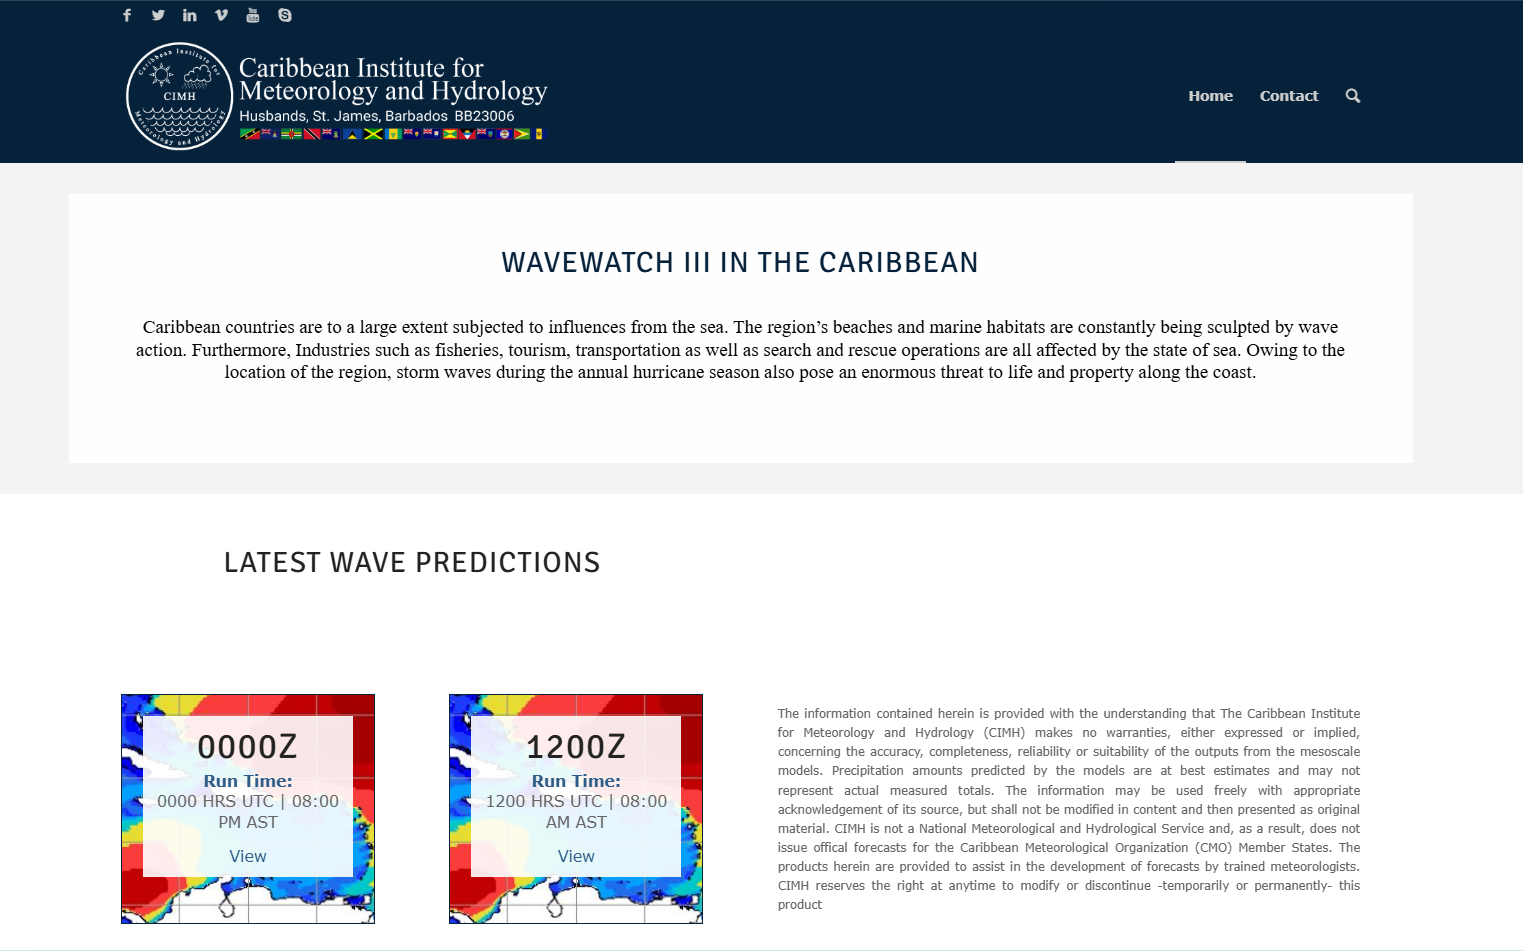 Caribbean Institute for
Meteorology and Hydrology
CIMH
Caribbean Institute for
Meteorology and Hydrology
Husbands, St. James, Barbados BB23006
Home Contact
WAVEWATCH III IN THE CARIBBEAN
Caribbean countries are to a large extent subjected to influences from the sea. The region’s beaches and marine habitats are constantly being sculpted by wave
action. Furthermore, Industries such as fisheries, tourism, transportation as well as search and rescue operations are all affected by the state of sea. Owing to the
location of the region, storm waves during the annual hurricane season also pose an enormous threat to life and property along the coast.
LATEST WAVE PREDICTIONS
0000Z
Run Time:
0000 HRS UTC | 08:00
PM AST
View
1200Z
Run Time:
1200 HRS UTC | 08:00
AM AST
View
The information contained herein is provided with the understanding that The Caribbean Institute
for Meteorology and Hydrology (CIMH) makes no warranties, either expressed or implied,
concerning the accuracy, completeness, reliability or suitability of the outputs from the mesoscale
models. Precipitation amounts predicted by the models are at best estimates and may not
represent actual measured totals. The information may be used freely with appropriate
acknowledgement of its source, but shall not be modified in content and then presented as original
material. CIMH is not a National Meteorological and Hydrological Service and, as a result, does not
issue offical forecasts for the Caribbean Meteorological Organization (CMO) Member States. The
products herein are provided to assist in the development of forecasts by trained meteorologists.
CIMH reserves the right at anytime to modify or discontinue -temporarily or permanently- this
product